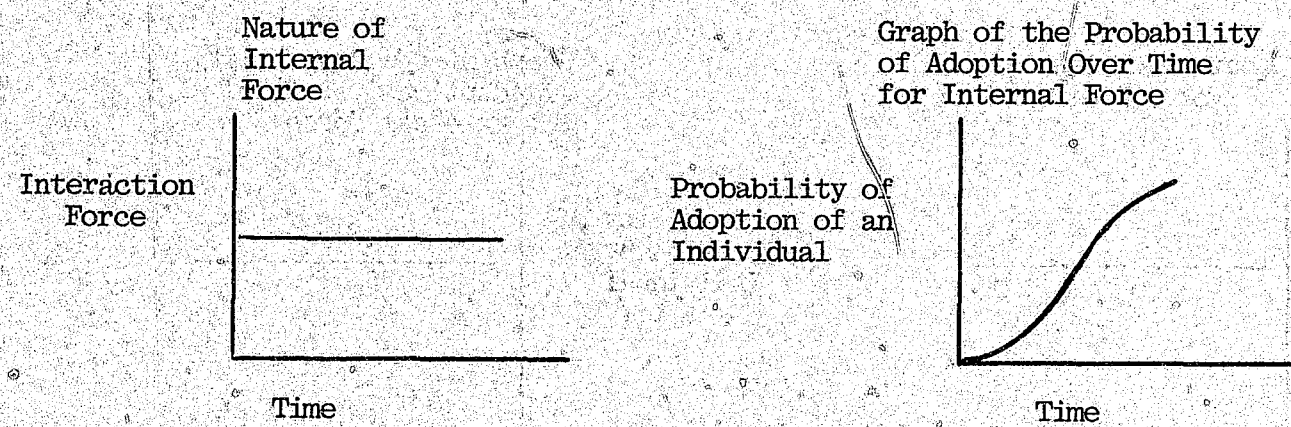 Nature of
Internal
Force
Interaction
Force
Time
Graph of the Probability
of Adoption Over Time
for Internal Force
Probability of
Adoption of an
Individual
Time